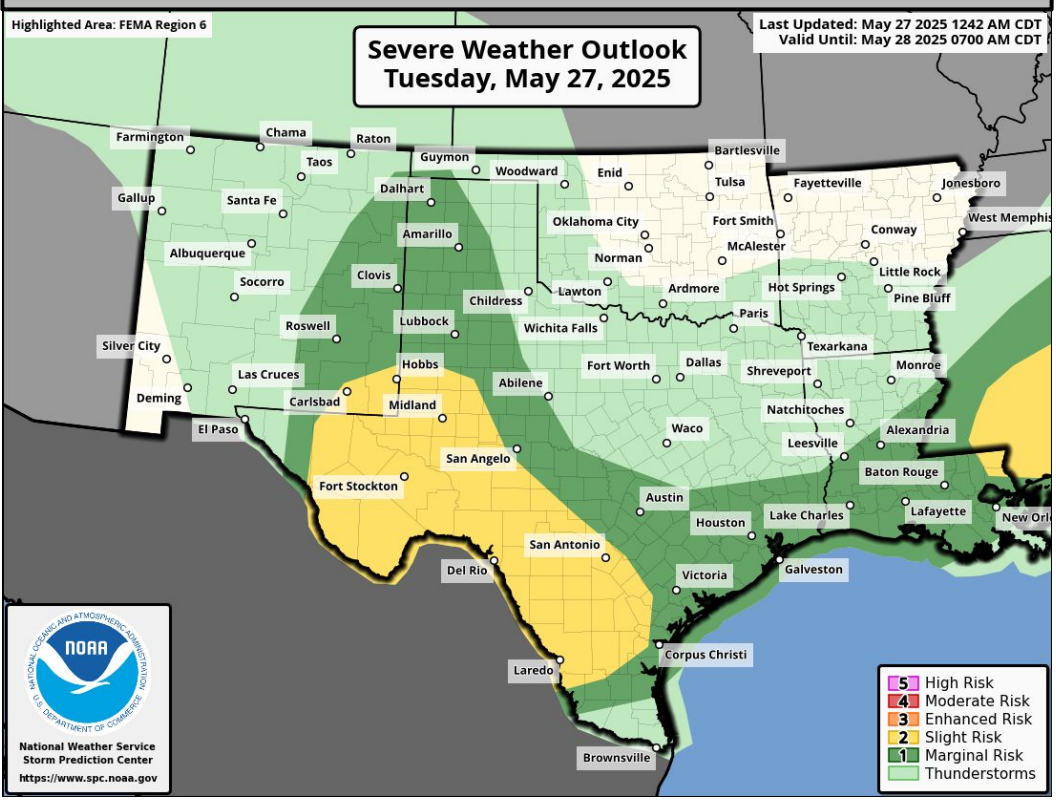 Highlighted Area: FEMA Region 6
Last Updated: May 27 2025 1242 AM CDT
Valid Until: May 28 2025 0700 AM CDT
Severe Weather Outlook
Tuesday, May 27, 2025
Farmington
Chama
Raton
Taos
Guymon
Woodward
Enid
Bartlesville
Tulsa
Fayetteville
Jonesboro
Gallup
Santa Fe
Dalhart
Oklahoma City
Fort Smith
West Memphis
Albuquerque
Amarillo
Norman
McAlester
Conway
Socorro
Clovis
Childress
Lawton
Ardmore
Hot Springs
Little Rock
Pine Bluff
Roswell
Lubbock
Wichita Falls
Paris
Texarkana
Silver City
Las Cruces
Hobbs
Fort Worth
Dallas
Shreveport
Monroe
Deming
Carlsbad
Midland
Abilene
Natchitoches
El Paso
Waco
Leesville
Alexandria
San Angelo
Baton Rouge
Fort Stockton
Austin
Houston
Lake Charles
Lafayette
New Orl
San Antonio
Del Rio
Victoria
Galveston
Laredo
Corpus Christi
Brownsville
NATIONAL OCEANIC AND ATMOSPHERIC ADMINISTRATION
NOAA
U.S. DEPARTMENT OF COMMERCE
National Weather Service
Storm Prediction Center
https://www.spc.noaa.gov
5 High Risk
4 Moderate Risk
3 Enhanced Risk
2 Slight Risk
1 Marginal Risk
Thunderstorms